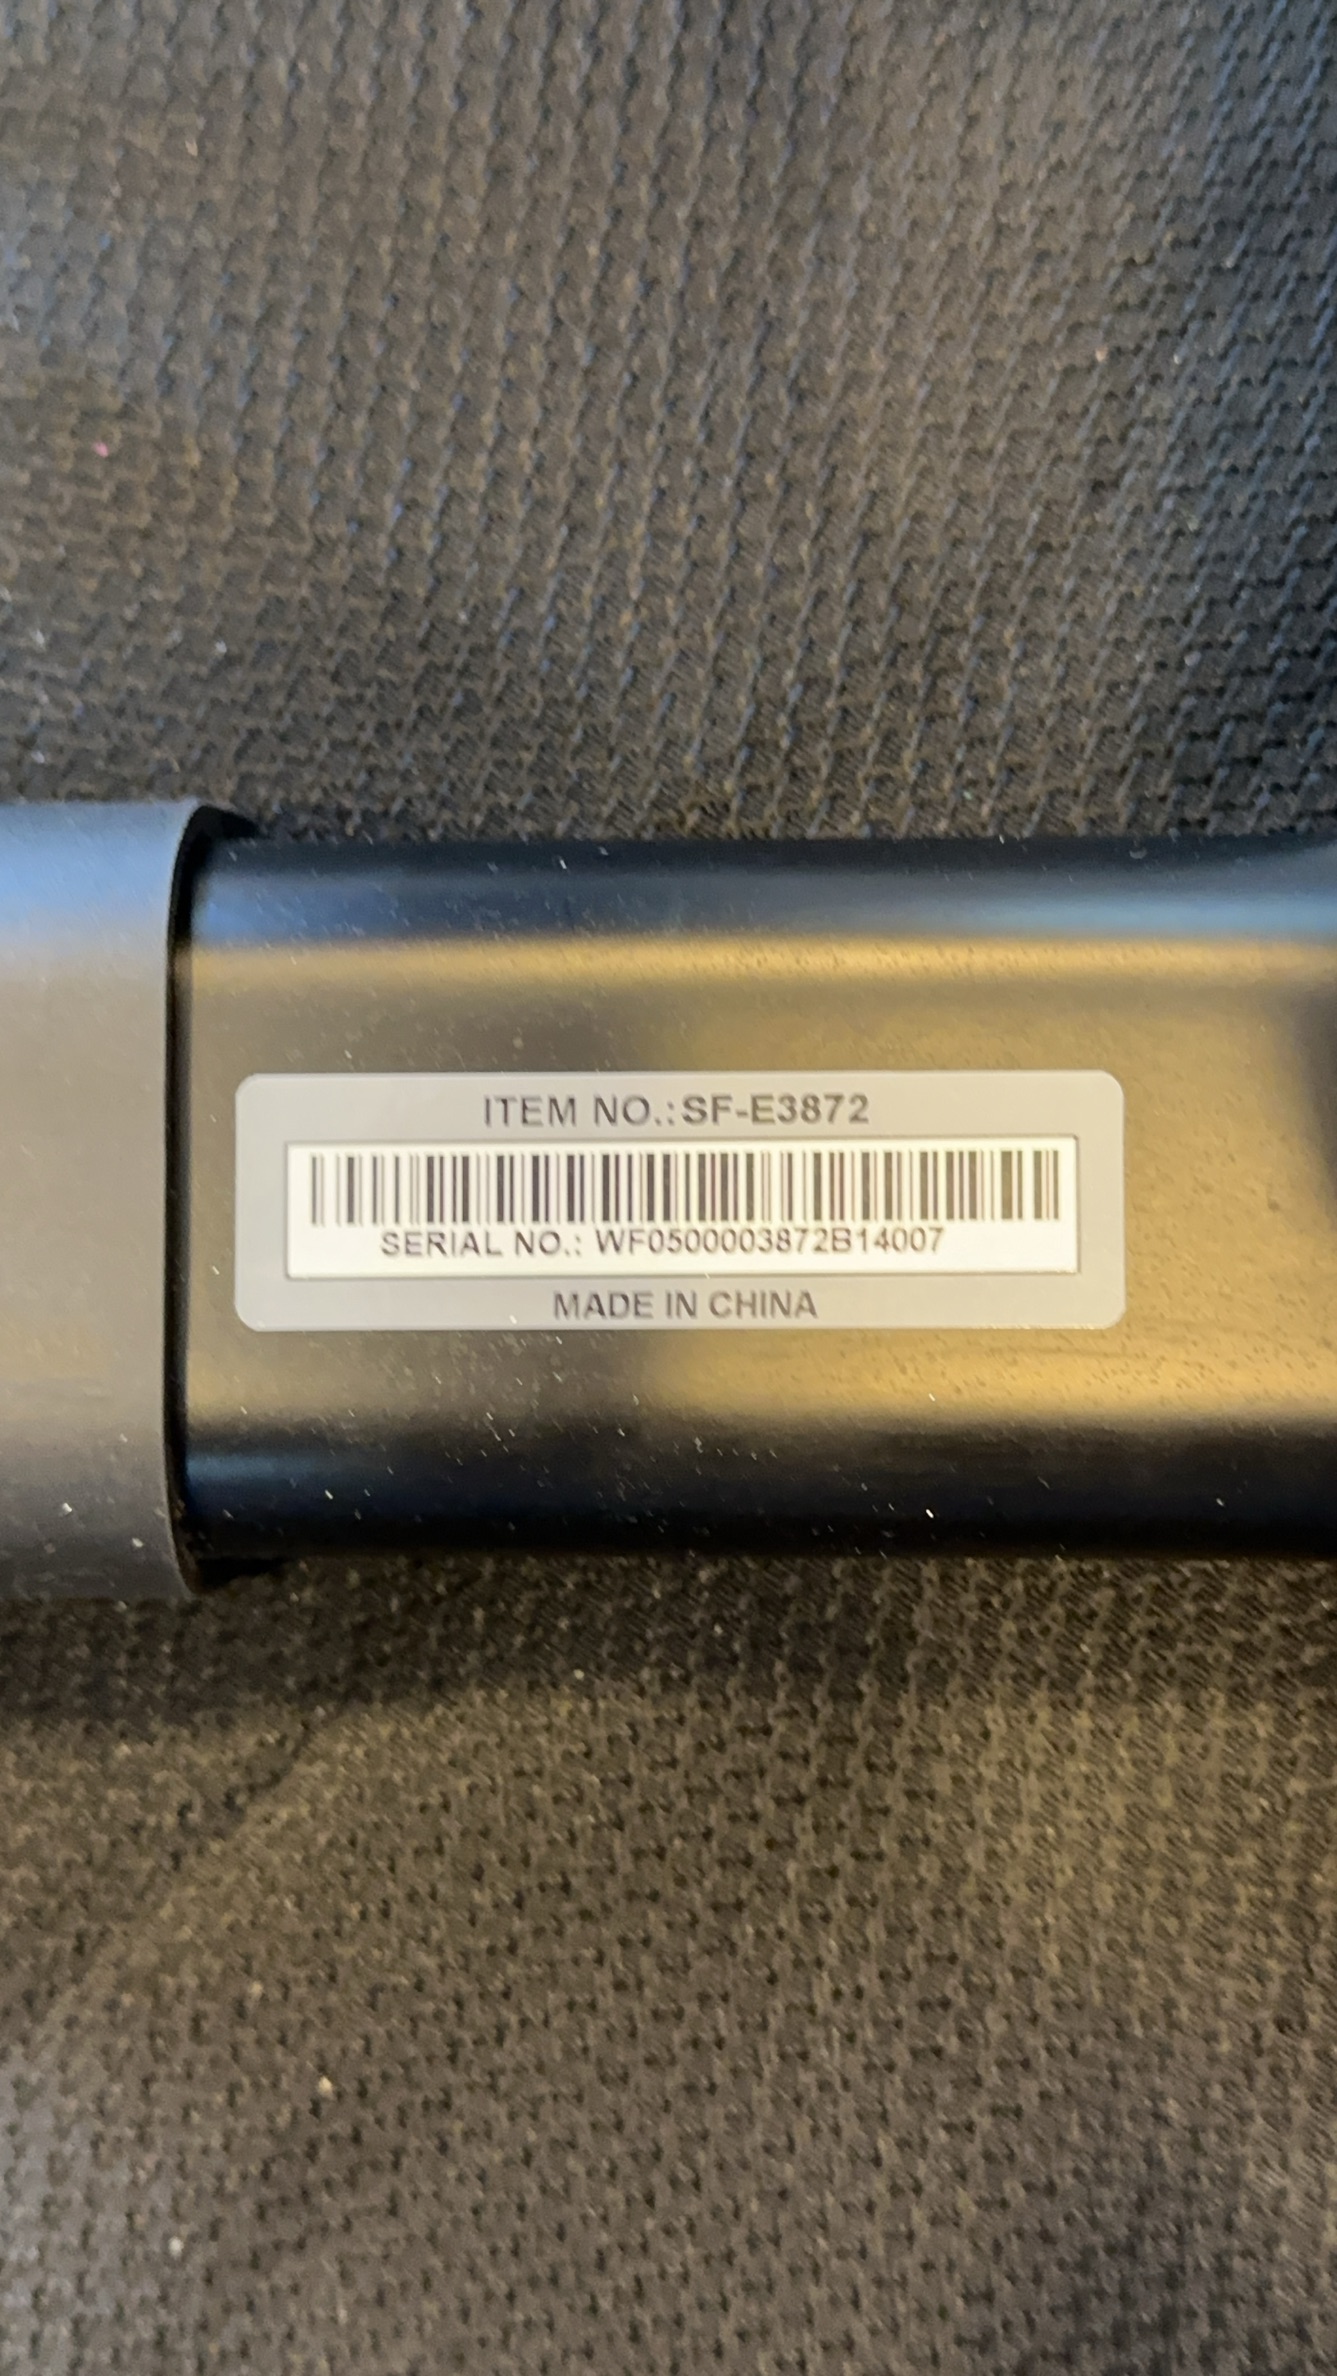 ITEM NO.:SF-E3872
SERIAL NO.: WF0500003872B14007
MADE IN CHINA